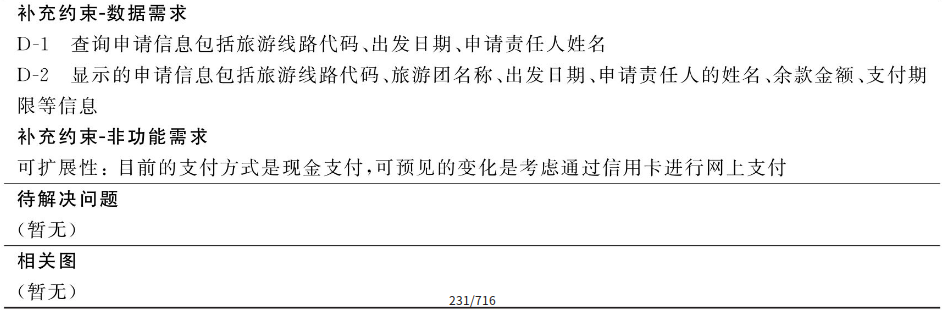 补充约束-数据需求
D-1 查询申请信息包括旅游线路代码、出发日期、申请责任人姓名
D-2 显示的申请信息包括旅游线路代码、旅游团名称、出发日期、申请责任人的姓名、余款金额、支付期
限等信息
补充约束-非功能需求
可扩展性：目前的支付方式是现金支付，可预见的变化是考虑通过信用卡进行网上支付
待解决问题
（暂无）
相关图
（暂无）
231/716